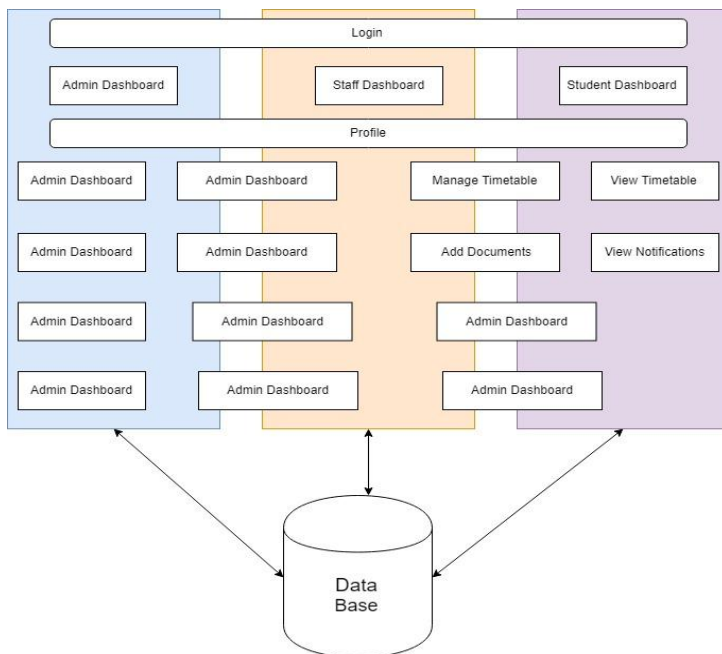 Login
Admin Dashboard
Staff Dashboard
Student Dashboard
Profile
Admin Dashboard
Admin Dashboard
Manage Timetable
View Timetable
Admin Dashboard
Admin Dashboard
Add Documents
View Notifications
Admin Dashboard
Admin Dashboard
Admin Dashboard
Admin Dashboard
Admin Dashboard
Admin Dashboard
Data
Base